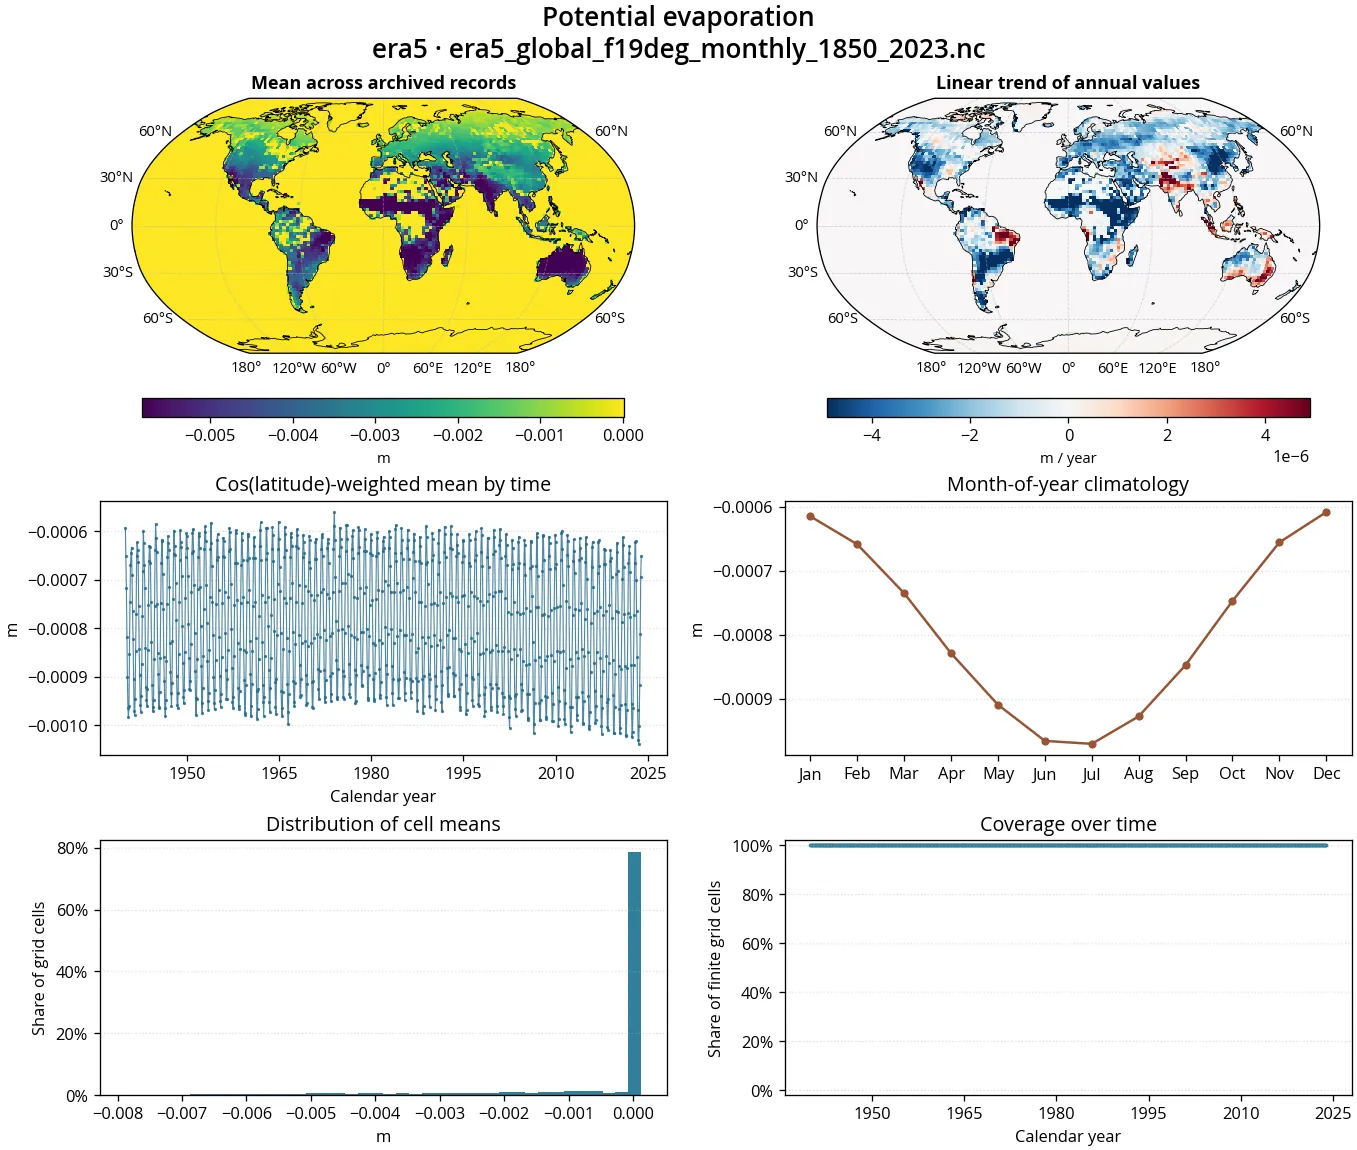 Potential evaporation
era5 · era5_global_f19deg_monthly_1850_2023.nc
Mean across archived records
60°N
60°N
30°N
0°
30°S
60°S
60°S
180°
120°W
60°W
0°
60°E
120°E
180°
−0.005
−0.004
−0.003
−0.002
−0.001
0.000
m
Linear trend of annual values
60°N
60°N
30°N
0°
30°S
60°S
60°S
180°
120°W
60°W
0°
60°E
120°E
180°
−4
−2
0
2
4
m / year
1e−6
Cos(latitude)-weighted mean by time
−0.0006
−0.0007
−0.0008
−0.0009
−0.0010
m
1950
1965
1980
1995
2010
2025
Calendar year
Month-of-year climatology
−0.0006
−0.0007
−0.0008
−0.0009
m
Jan
Feb
Mar
Apr
May
Jun
Jul
Aug
Sep
Oct
Nov
Dec
Distribution of cell means
80%
60%
40%
20%
0%
Share of grid cells
−0.008
−0.007
−0.006
−0.005
−0.004
−0.003
−0.002
−0.001
0.000
m
Coverage over time
100%
80%
60%
40%
20%
0%
Share of finite grid cells
1950
1965
1980
1995
2010
2025
Calendar year